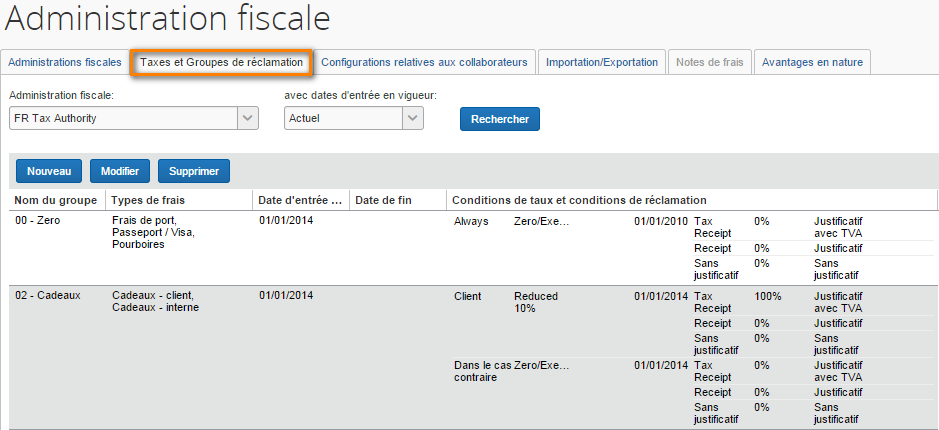 Administration fiscale
Administrations fiscales Taxes et Groupes de réclamation Configurations relatives aux collaborateurs Importation/Exportation Notes de frais Avantages en nature
Administration fiscale: avec dates d'entrée en vigueur:
FR Tax Authority Actuel Rechercher
Nouveau Modifier Supprimer
Nom du groupe Types de frais Date d'entrée ... Date de fin Conditions de taux et conditions de réclamation
00 - Zero Frais de port, 01/01/2014 Always Zero/Exe... 01/01/2010 Tax 0% Justificatif
Passeport / Visa, Receipt avec TVA
Pourboires Receipt 0% Justificatif
Sans 0% Sans
justificatif justificatif
02 - Cadeaux Cadeaux - client, 01/01/2014 Client Reduced 01/01/2014 Tax 100% Justificatif
Cadeaux - interne 10% Receipt avec TVA
Receipt 0% Justificatif
Sans 0% Sans
justificatif justificatif
Dans le cas Zero/Exe... 01/01/2014 Tax 0% Justificatif
contraire Receipt avec TVA
Receipt 0% Justificatif
Sans 0% Sans
justificatif justificatif